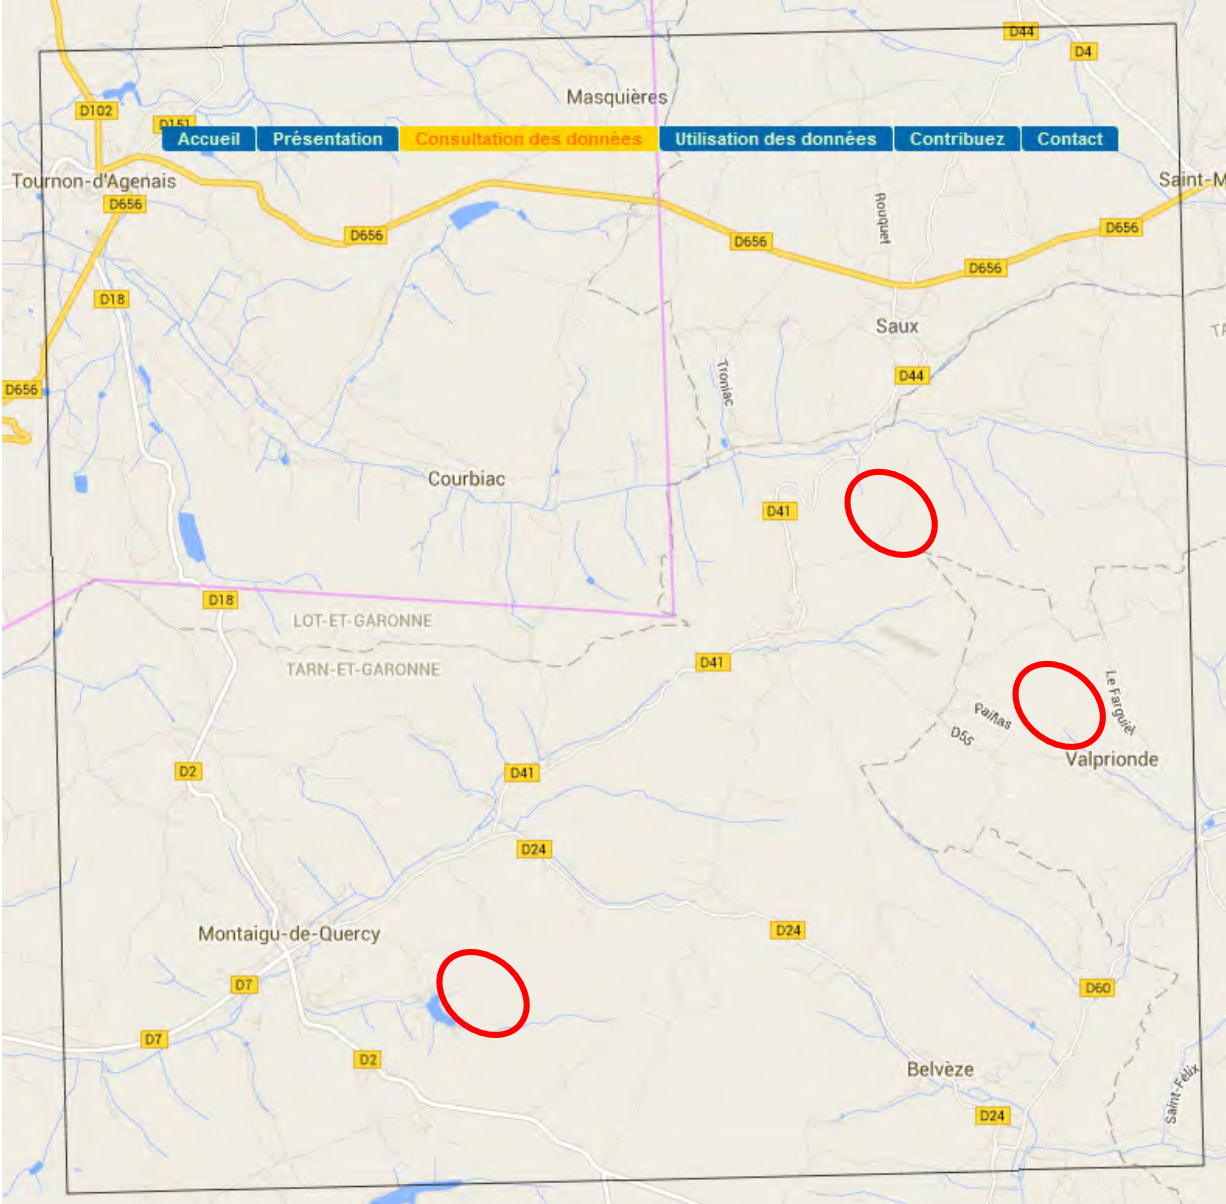 D44
D4
Masquières
D102
D151
Accueil Présentation Consultation des données Utilisation des données Contribuez Contact
Tournon-d'Agenais
Saint-M
D656
Rouquet
D656
D656
D656
D656
D18
Saux
TA
Troniac
D44
D656
Courbiac
D41
D18
LOT-ET-GARONNE
TARN-ET-GARONNE
D41
Le Farguiel
D55
Valprionde
D2
D41
D24
Montaigu-de-Quercy
D24
D7
D60
D7
D2
Belvèze
Saint-Félix
D24